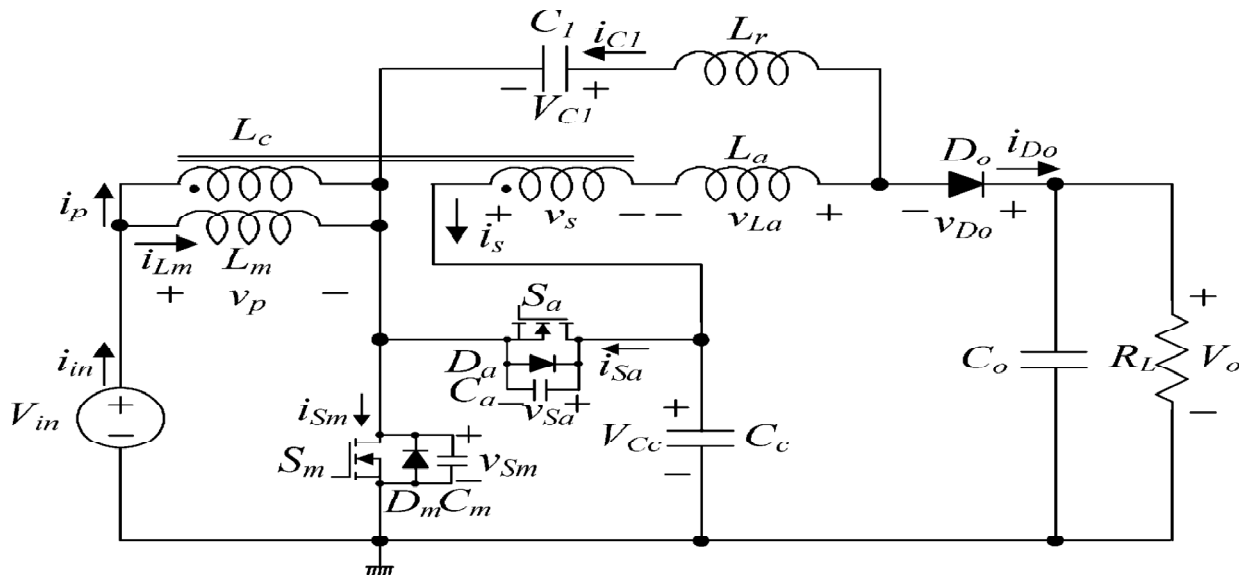 C1 iC1 Lr
− VC1 +
Lc La Do iDo
ip + vs − − vLa + − vDo +
iLm Lm is
+ vp −
Sa
iin Da iSa Co RL Vo +
Ca − vSa +
Vin + − iSm + VCc Cc −
Sm + vSm −
Dm Cm